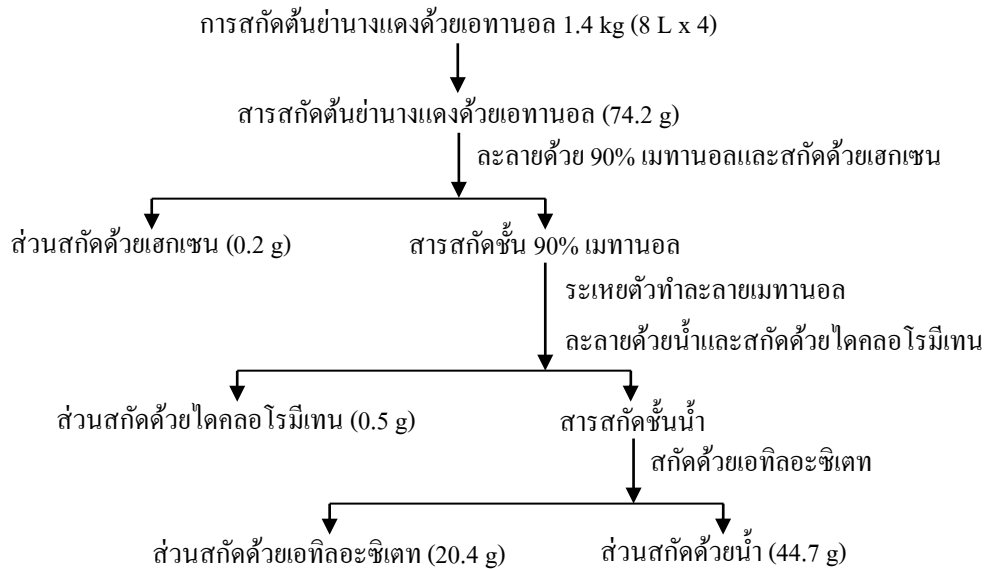 การสกัดต้นย่านางแดงด้วยเอทานอล 1.4 kg (8 L x 4)
สารสกัดต้นย่านางแดงด้วยเอทานอล (74.2 g)
ละลายด้วย 90% เมทานอลและสกัดด้วยเฮกเซน
ส่วนสกัดด้วยเฮกเซน (0.2 g)
สารสกัดชั้น 90% เมทานอล
ระเหยตัวทำละลายเมทานอล
ละลายด้วยน้ำและสกัดด้วยไดคลอโรมีเทน
ส่วนสกัดด้วยไดคลอโรมีเทน (0.5 g)
สารสกัดชั้นน้ำ
สกัดด้วยเอทิลอะซิเตท
ส่วนสกัดด้วยเอทิลอะซิเตท (20.4 g)
ส่วนสกัดด้วยน้ำ (44.7 g)